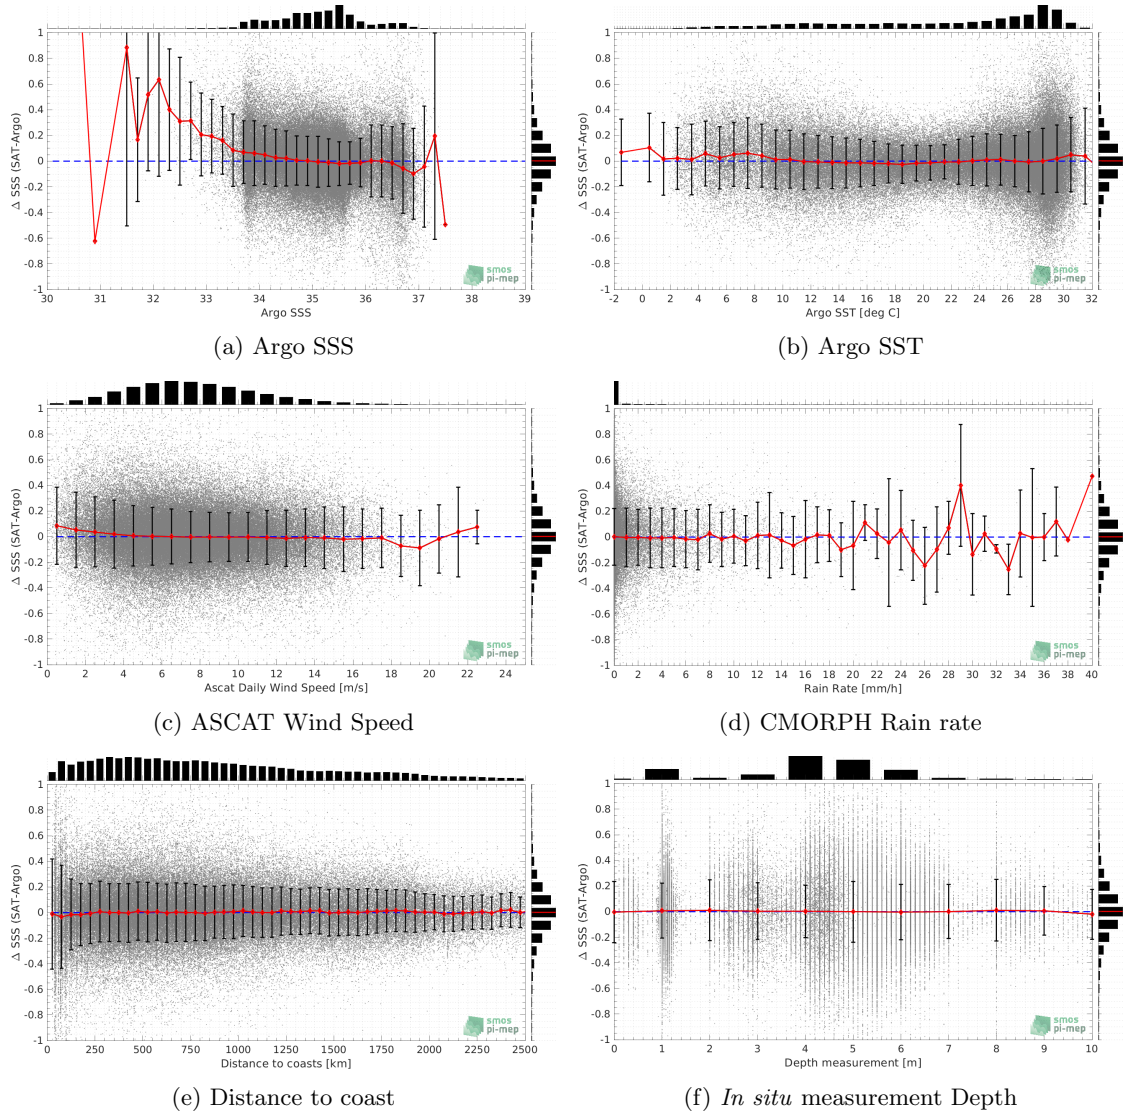 1
0.8
0.6
0.4
0.2
0
-0.2
-0.4
-0.6
-0.8
-1
Δ SSS (SAT-Argo)
smos
pi-mep
30 31 32 33 34 35 36 37 38 39
Argo SSS
(a) Argo SSS
1
0.8
0.6
0.4
0.2
0
-0.2
-0.4
-0.6
-0.8
-1
Δ SSS (SAT-Argo)
smos
pi-mep
-2 0 2 4 6 8 10 12 14 16 18 20 22 24 26 28 30 32
Argo SST [deg C]
(b) Argo SST
1
0.8
0.6
0.4
0.2
0
-0.2
-0.4
-0.6
-0.8
-1
Δ SSS (SAT-Argo)
smos
pi-mep
0 2 4 6 8 10 12 14 16 18 20 22 24
Ascat Daily Wind Speed [m/s]
(c) ASCAT Wind Speed
1
0.8
0.6
0.4
0.2
0
-0.2
-0.4
-0.6
-0.8
-1
Δ SSS (SAT-Argo)
smos
pi-mep
0 2 4 6 8 10 12 14 16 18 20 22 24 26 28 30 32 34 36 38 40
Rain Rate [mm/h]
(d) CMORPH Rain rate
1
0.8
0.6
0.4
0.2
0
-0.2
-0.4
-0.6
-0.8
-1
Δ SSS (SAT-Argo)
smos
pi-mep
0 250 500 750 1000 1250 1500 1750 2000 2250 2500
Distance to coasts [km]
(e) Distance to coast
1
0.8
0.6
0.4
0.2
0
-0.2
-0.4
-0.6
-0.8
-1
Δ SSS (SAT-Argo)
smos
pi-mep
0 1 2 3 4 5 6 7 8 9 10
Depth measurement [m]
(f) In situ measurement Depth